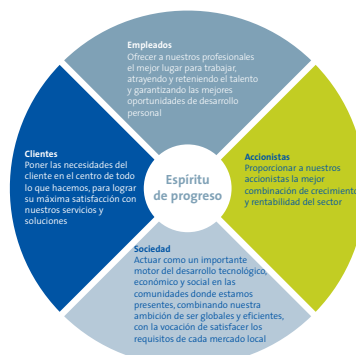 Empleados
Ofrecer a nuestros profesionales
el mejor lugar para trabajar,
atrayendo y reteniendo el talento
y garantizando las mejores
oportunidades de desarrollo
personal
Clientes
Poner las necesidades del
cliente en el centro de todo
lo que hacemos, para lograr
su máxima satisfacción con
nuestros servicios y
soluciones
Espíritu
de progreso
Accionistas
Proporcionar a nuestros
accionistas la mejor
combinación de crecimiento
y rentabilidad del sector
Sociedad
Actuar como un importante
motor del desarrollo tecnológico,
económico y social en las
comunidades donde estamos
presentes, combinando nuestra
ambición de ser globales y eficientes,
con la vocación de satisfacer los
requisitos de cada mercado local